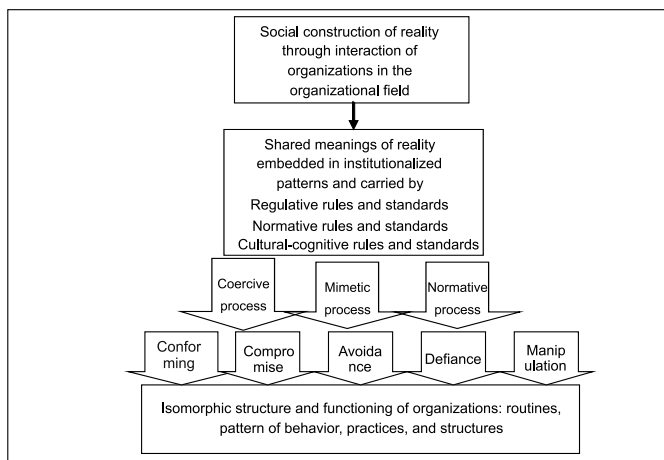 Social construction of reality
through interaction of
organizations in the
organizational field
Shared meanings of reality
embedded in institutionalized
patterns and carried by
Regulative rules and standards
Normative rules and standards
Cultural-cognitive rules and standards
Coercive
process
Mimetic
process
Normative
process
Confor
ming
Compro
mise
Avoida
nce
Defiance
Manip
ulation
Isomorphic structure and functioning of organizations: routines,
pattern of behavior, practices, and structures